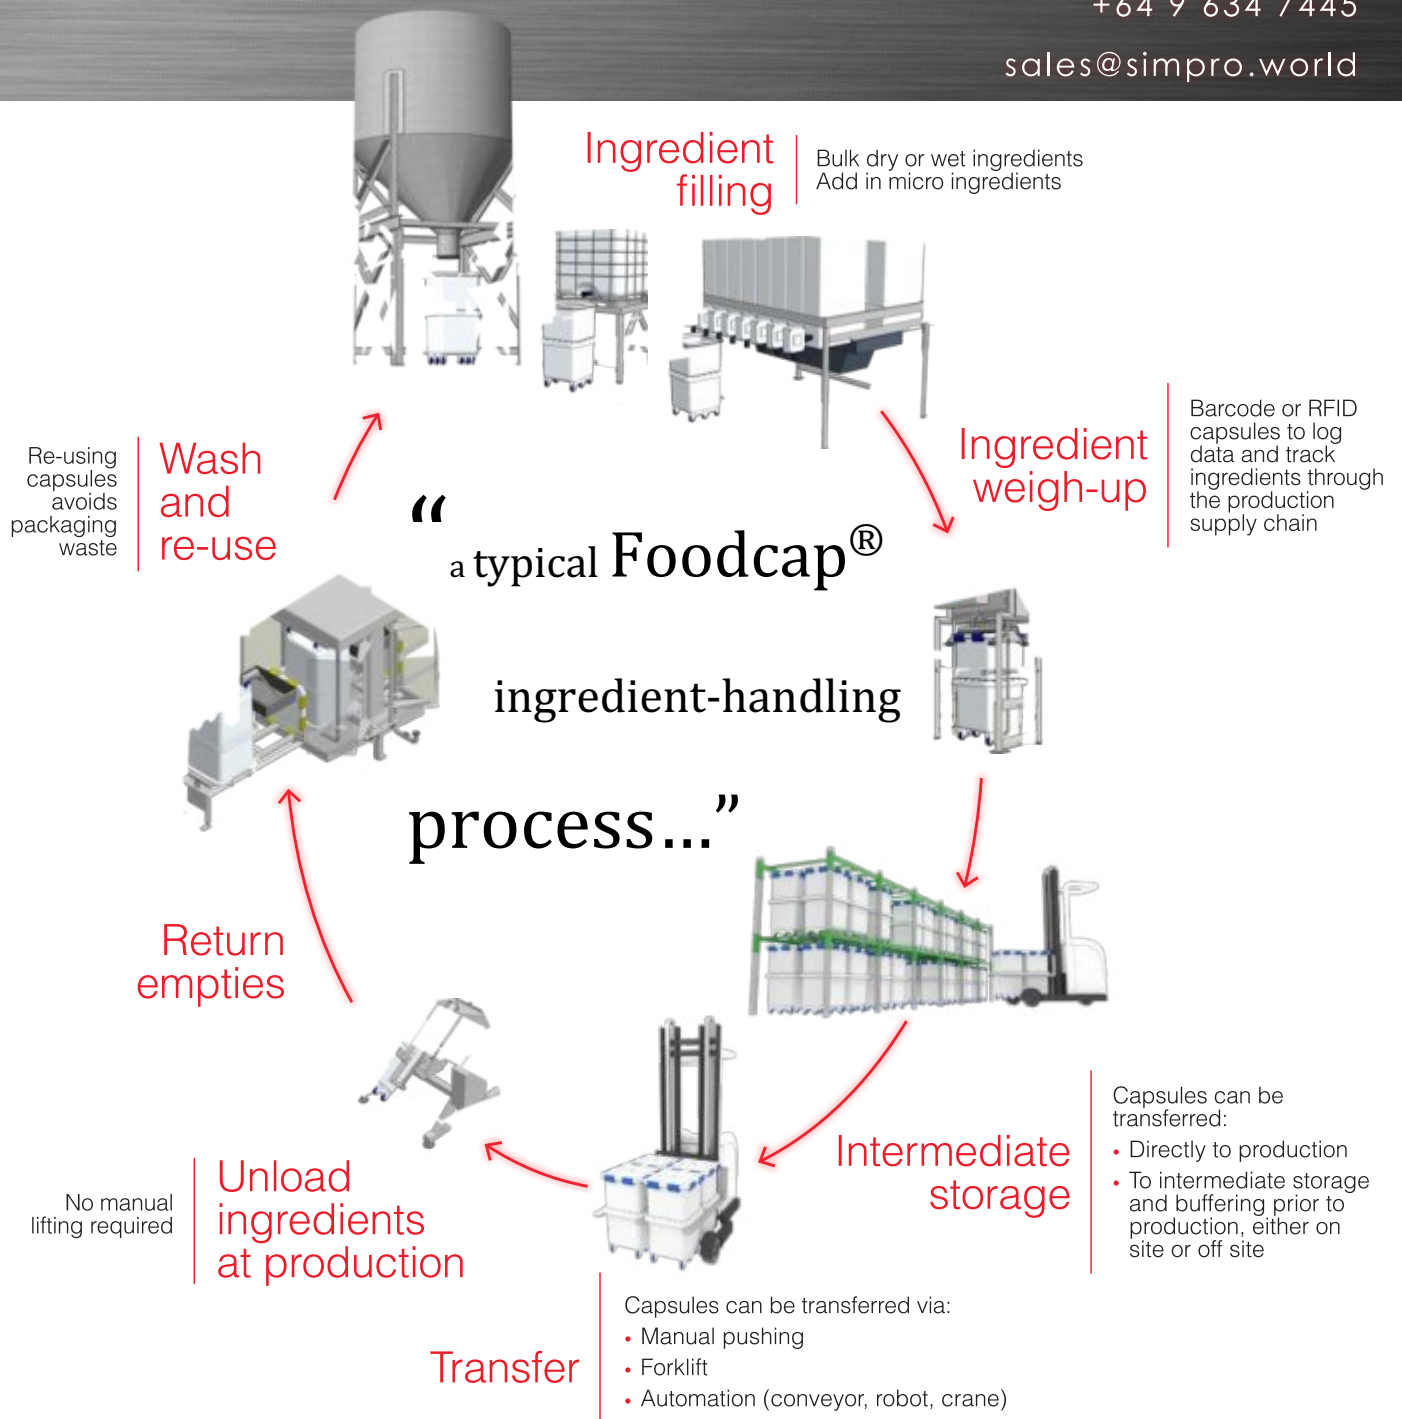 +64 9 634 7445
sales@simpro.world
Ingredient
filling
Bulk dry or wet ingredients
Add in micro ingredients
Ingredient
weigh-up
Barcode or RFID
capsules to log
data and track
ingredients through
the production
supply chain
Re-using
capsules
avoids
packaging
waste
Wash
and
re-use
“
a typical Foodcap®
ingredient-handling
process...”
Return
empties
Intermediate
storage
Capsules can be
transferred:
• Directly to production
• To intermediate storage
and buffering prior to
production, either on
site or off site
No manual
lifting required
Unload
ingredients
at production
Transfer
Capsules can be transferred via:
• Manual pushing
• Forklift
• Automation (conveyor, robot, crane)